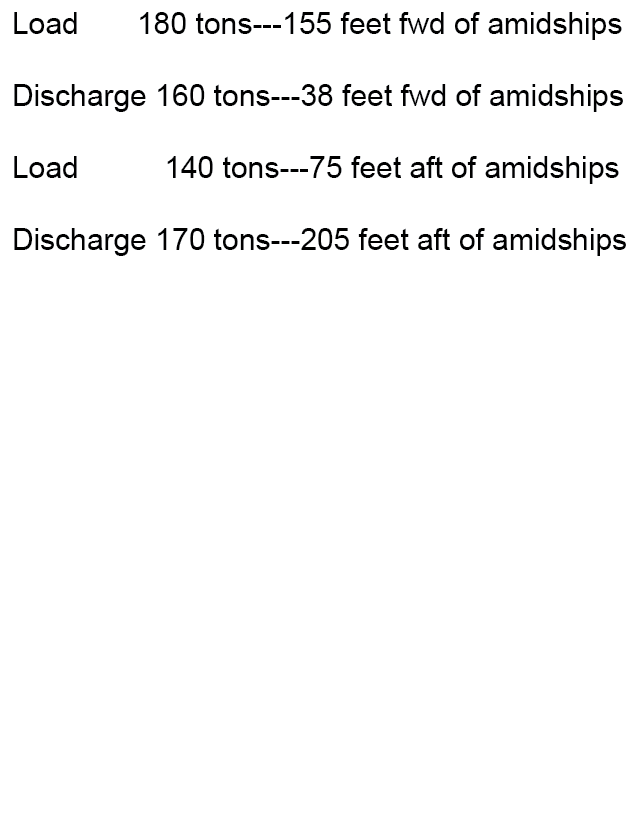 Load 180 tons---155 feet fwd of amidships
Discharge 160 tons---38 feet fwd of amidships
Load 140 tons---75 feet aft of amidships
Discharge 170 tons---205 feet aft of amidships